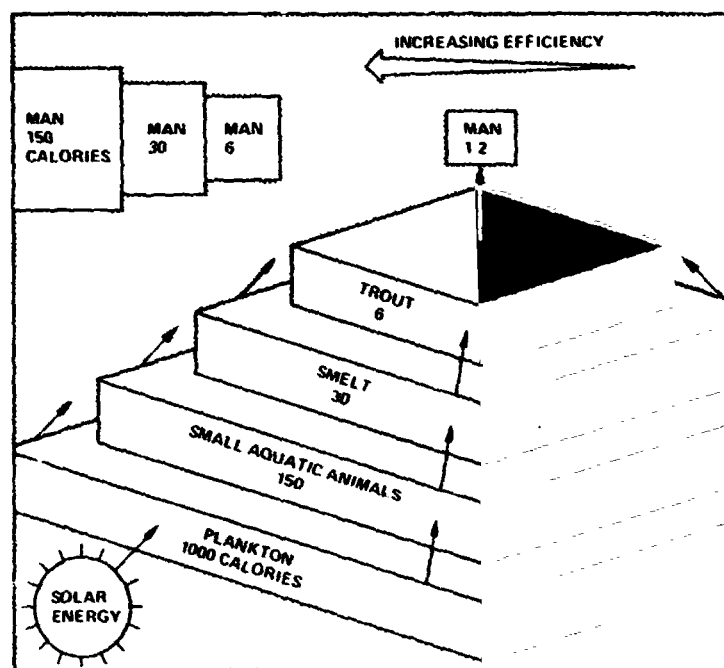 INCREASING EFFICIENCY
MAN
150
CALORIES
MAN
30
MAN
6
MAN
1 2
TROUT
6
SMELT
30
SMALL AQUATIC ANIMALS
150
PLANKTON
1000 CALORIES
SOLAR
ENERGY